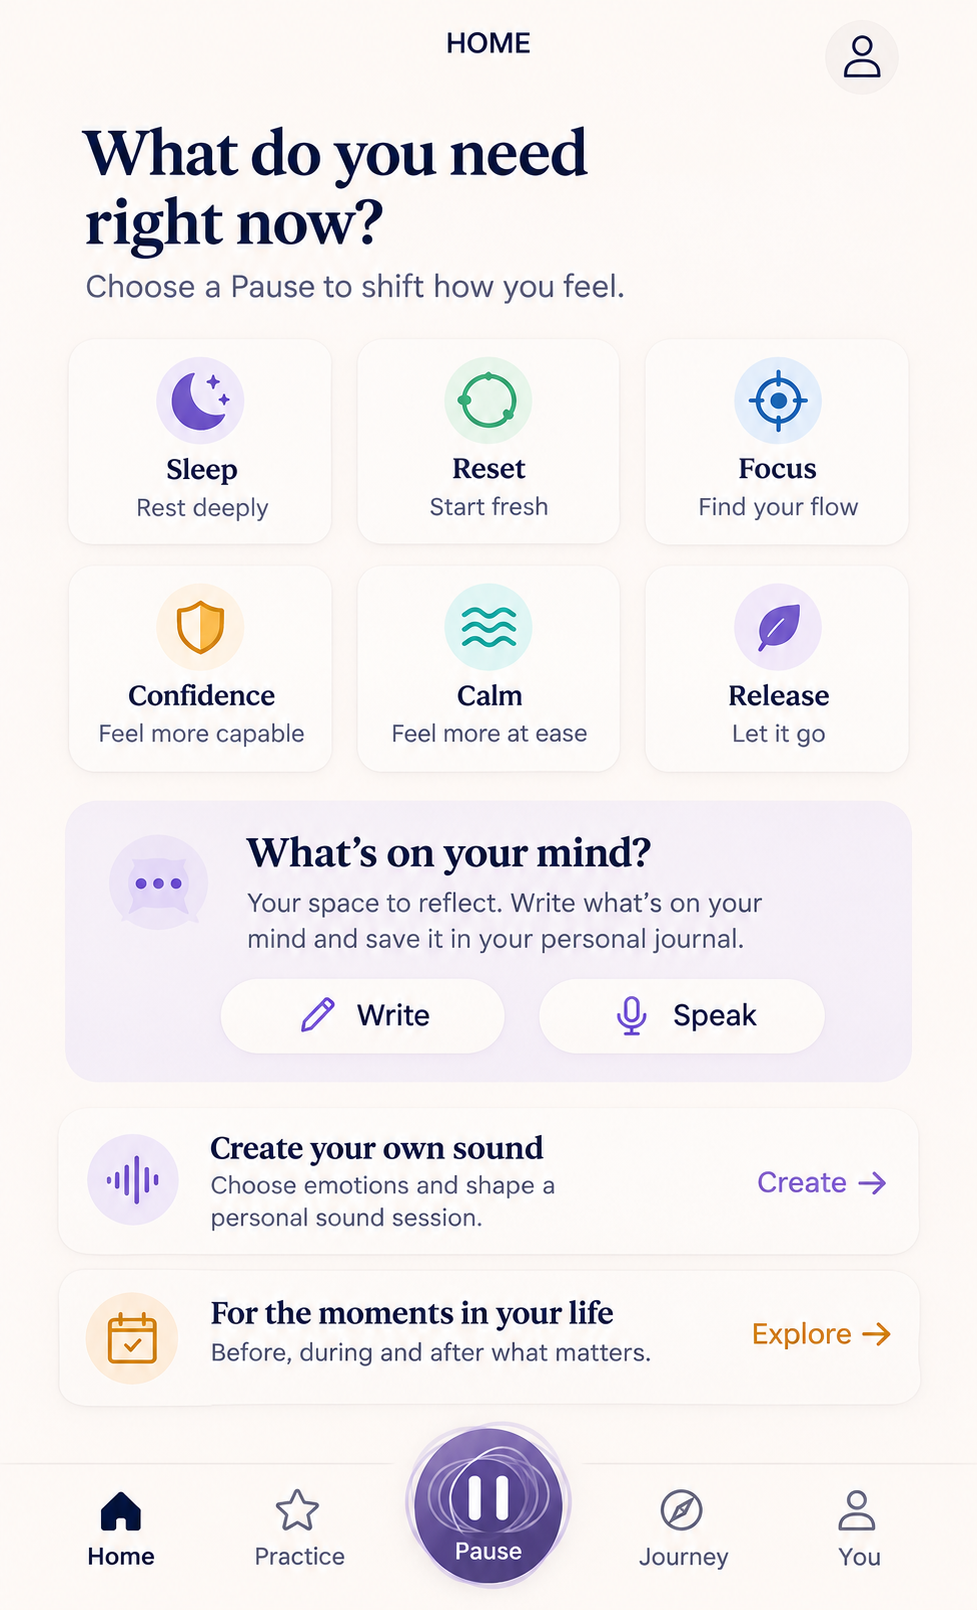 HOME
What do you need
right now?
Choose a Pause to shift how you feel.
Sleep
Rest deeply
Reset
Start fresh
Focus
Find your flow
Confidence
Feel more capable
Calm
Feel more at ease
Release
Let it go
What's on your mind?
Your space to reflect. Write what's on your
mind and save it in your personal journal.
Write
Speak
Create your own sound
Choose emotions and shape a
personal sound session.
Create →
For the moments in your life
Before, during and after what matters.
Explore →
Home
Practice
Pause
Journey
You